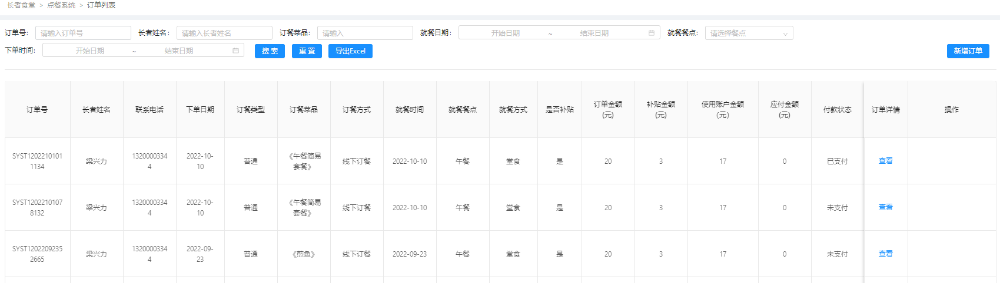 长者食堂 > 点餐系统 > 订单列表
订单号: 请输入订单号 长者姓名: 请输入长者姓名 订餐菜品: 请输入 就餐日期: 开始日期 ~ 结束日期 就餐餐点: 请选择餐点
下单时间: 开始日期 ~ 结束日期 搜 索 重 置 导出Excel 新增订单
订单号 长者姓名 联系电话 下单日期 订餐类型 订餐菜品 订餐方式 就餐时间 就餐餐点 就餐方式 是否补贴 订单金额 补贴金额 使用账户金额 应付金额 付款状态 订单详情 操作
(元) (元) (元) (元)
SYST1202210101 梁兴力 1320000334 2022-10- 普通 《午餐简易 线下订餐 2022-10-10 午餐 堂食 是 20 3 17 0 已支付 查看
1134 4 10 套餐》
SYST1202210107 梁兴力 1320000334 2022-10- 普通 《午餐简易 线下订餐 2022-10-10 午餐 堂食 是 20 3 17 0 未支付 查看
8132 4 10 套餐》
SYST1202209235 梁兴力 1320000334 2022-09- 普通 《煎鱼》 线下订餐 2022-09-23 午餐 堂食 是 20 3 17 0 未支付 查看
2665 4 23